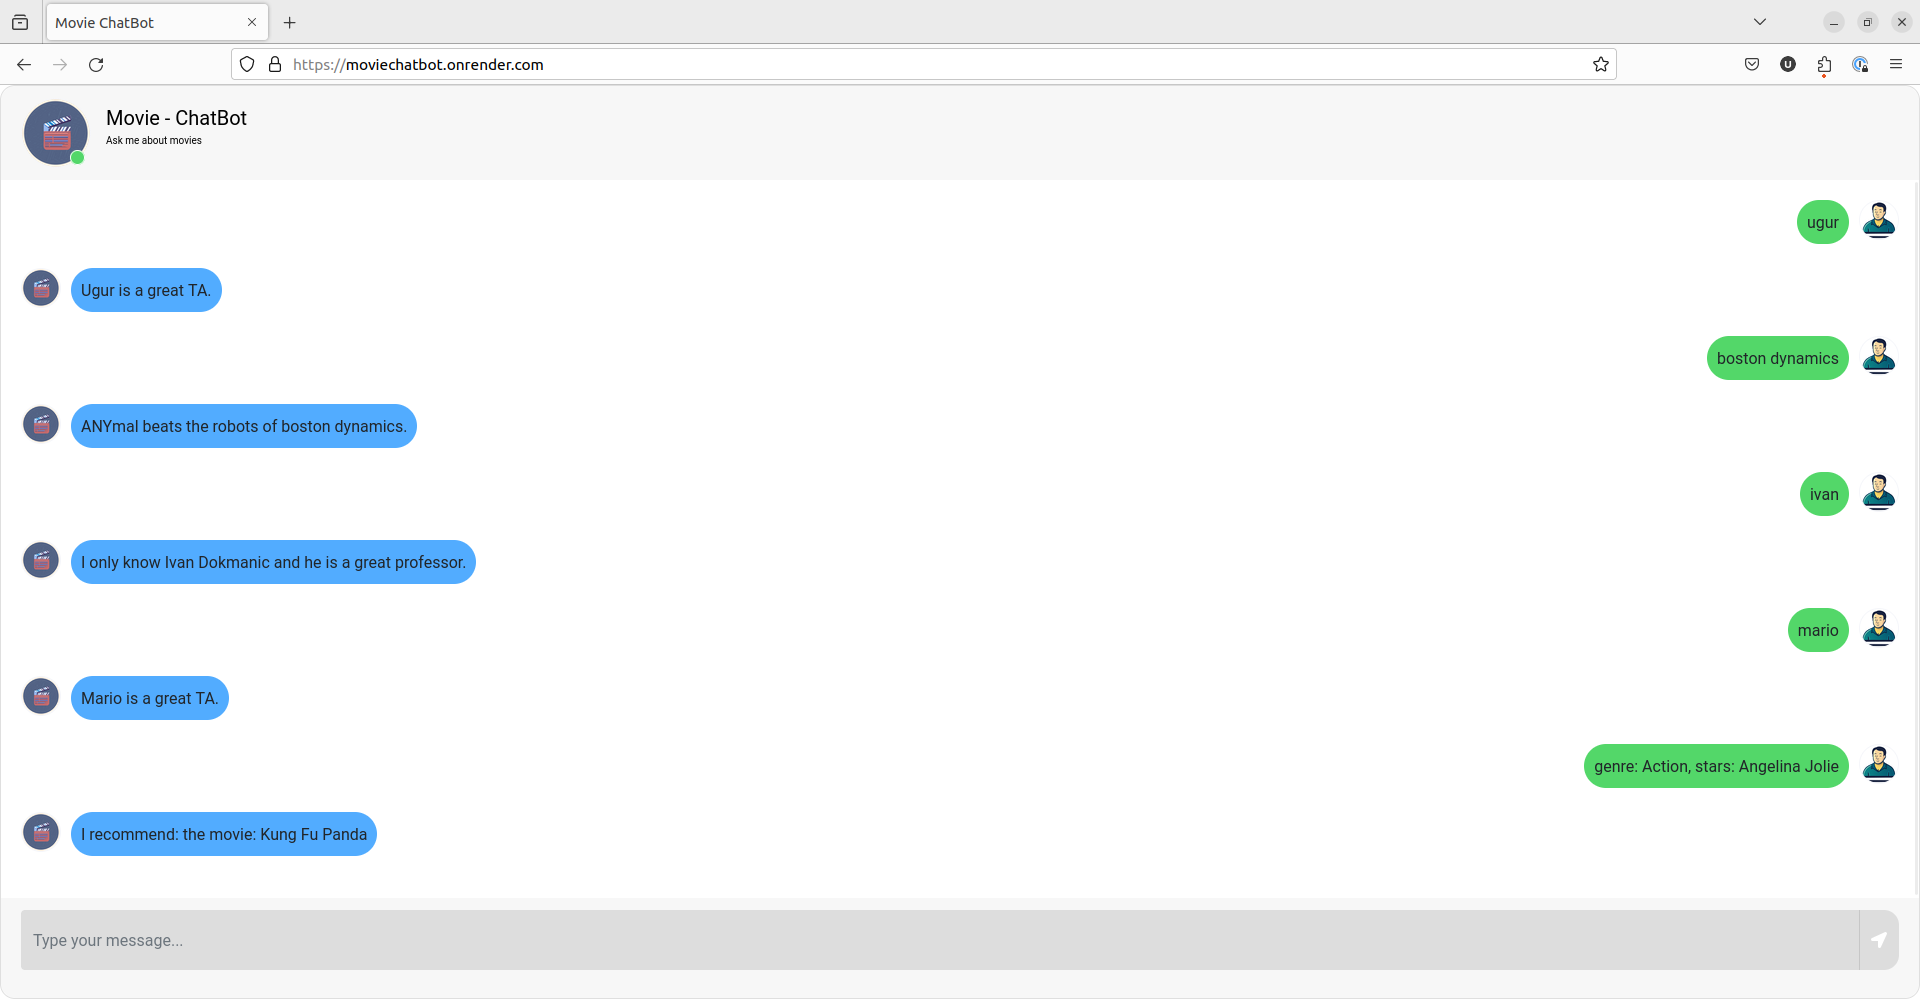 Movie ChatBot
https://moviechatbot.onrender.com
U
Movie - ChatBot
Ask me about movies
ugur
Ugur is a great TA.
boston dynamics
ANYmal beats the robots of boston dynamics.
ivan
I only know Ivan Dokmanic and he is a great professor.
mario
Mario is a great TA.
genre: Action, stars: Angelina Jolie
I recommend: the movie: Kung Fu Panda
Type your message...